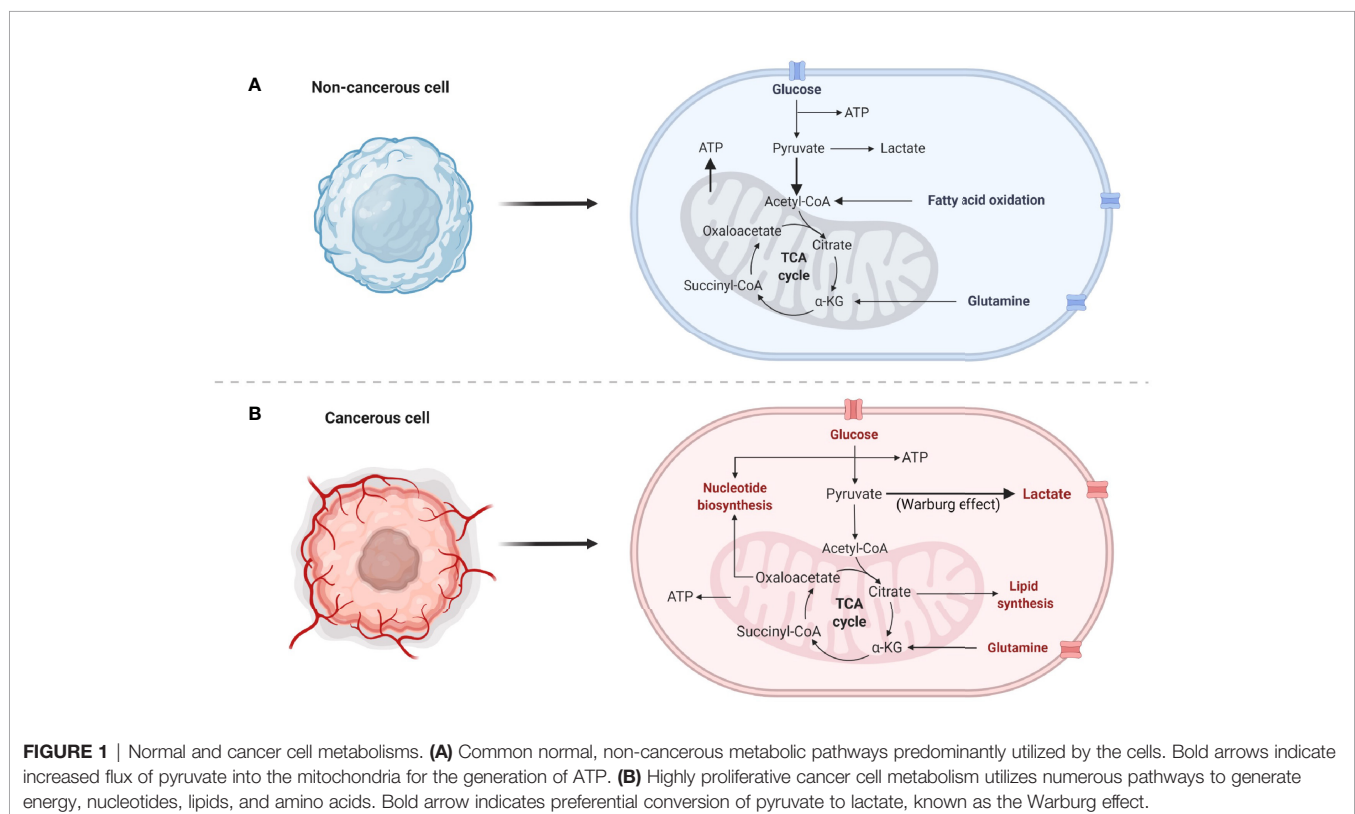 A
Non-cancerous cell
Glucose
ATP
ATP
Pyruvate
Lactate
Acetyl-CoA
Fatty acid oxidation
Oxaloacetate
Citrate
TCA
cycle
Succinyl-CoA
α-KG
Glutamine
B
Cancerous cell
Glucose
ATP
Nucleotide
biosynthesis
Pyruvate
Lactate
(Warburg effect)
Acetyl-CoA
Oxaloacetate
Citrate
Lipid
synthesis
ATP
TCA
cycle
Succinyl-CoA
α-KG
Glutamine
FIGURE 1 | Normal and cancer cell metabolisms. (A) Common normal, non-cancerous metabolic pathways predominantly utilized by the cells. Bold arrows indicate
increased flux of pyruvate into the mitochondria for the generation of ATP. (B) Highly proliferative cancer cell metabolism utilizes numerous pathways to generate
energy, nucleotides, lipids, and amino acids. Bold arrow indicates preferential conversion of pyruvate to lactate, known as the Warburg effect.